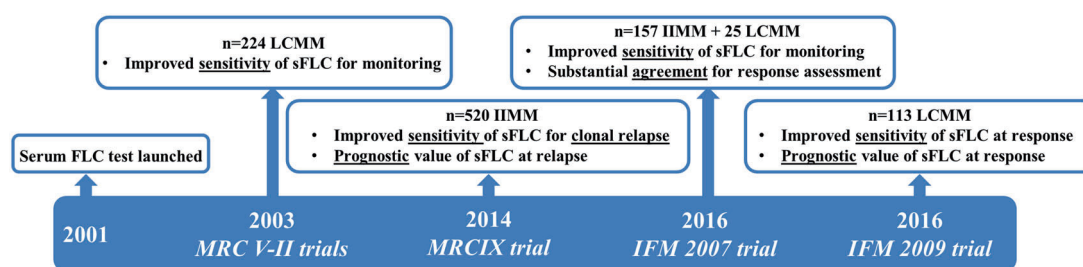 n=224 LCMM
• Improved sensitivity of sFLC for monitoring
n=157 IIMM + 25 LCMM
• Improved sensitivity of sFLC for monitoring
• Substantial agreement for response assessment
Serum FLC test launched
n=520 IIMM
• Improved sensitivity of sFLC for clonal relapse
• Prognostic value of sFLC at relapse
n=113 LCMM
• Improved sensitivity of sFLC at response
• Prognostic value of sFLC at response
2001
2003
MRC V-II trials
2014
MRCIX trial
2016
IFM 2007 trial
2016
IFM 2009 trial